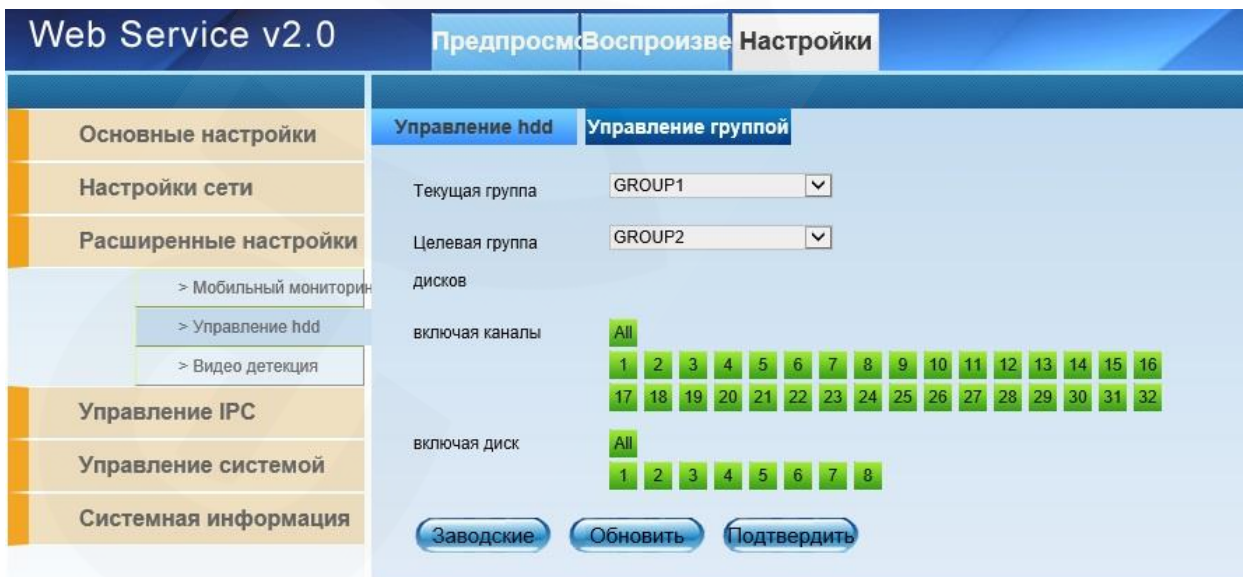 Web Service v2.0
Предпросмо Воспроизве Настройки
Основные настройки
Настройки сети
Расширенные настройки
> Мобильный мониторин
> Управление hdd
> Видео детекция
Управление IPC
Управление системой
Системная информация
Управление hdd Управление группой
Текущая группа GROUP1
Целевая группа GROUP2
дисков
включая каналы All
1 2 3 4 5 6 7 8 9 10 11 12 13 14 15 16
17 18 19 20 21 22 23 24 25 26 27 28 29 30 31 32
включая диск All
1 2 3 4 5 6 7 8
Заводские Обновить Подтвердить